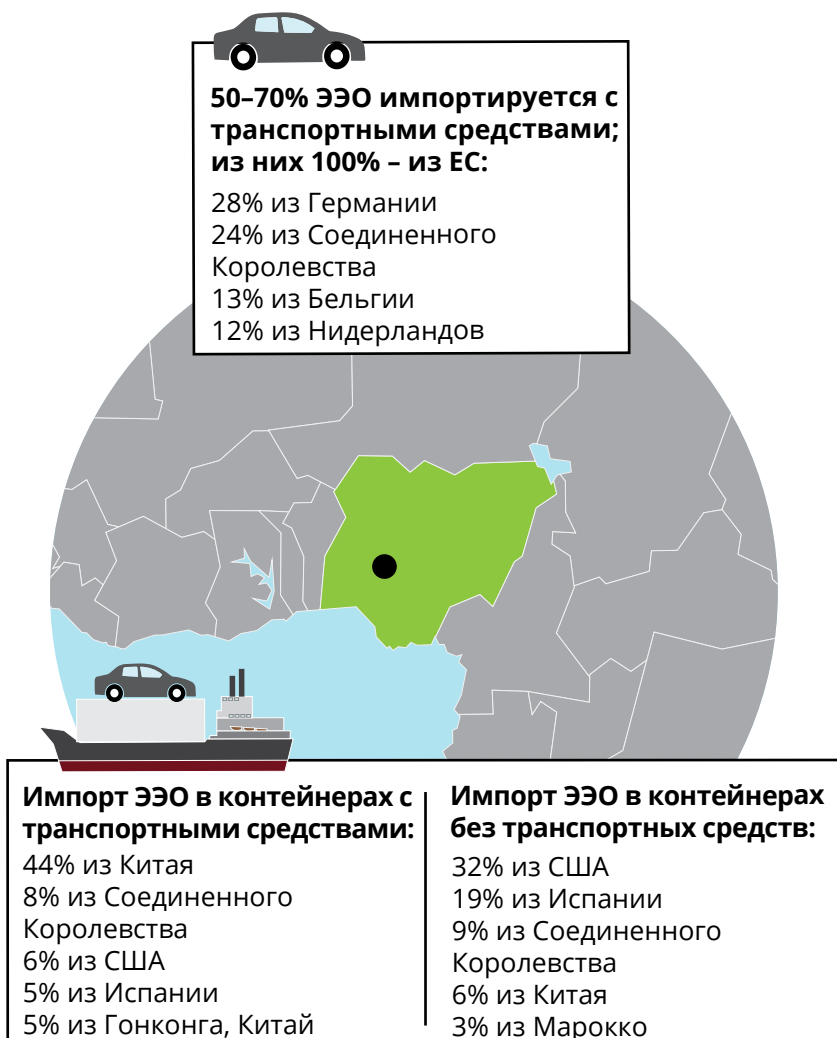 50–70% ЭЭО импортируется с
транспортными средствами;
из них 100% – из ЕС:
28% из Германии
24% из Соединенного
Королевства
13% из Бельгии
12% из Нидерландов
Импорт ЭЭО в контейнерах с
транспортными средствами:
44% из Китая
8% из Соединенного
Королевства
6% из США
5% из Испании
5% из Гонконга, Китай
Импорт ЭЭО в контейнерах
без транспортных средств:
32% из США
19% из Испании
9% из Соединенного
Королевства
6% из Китая
3% из Марокко